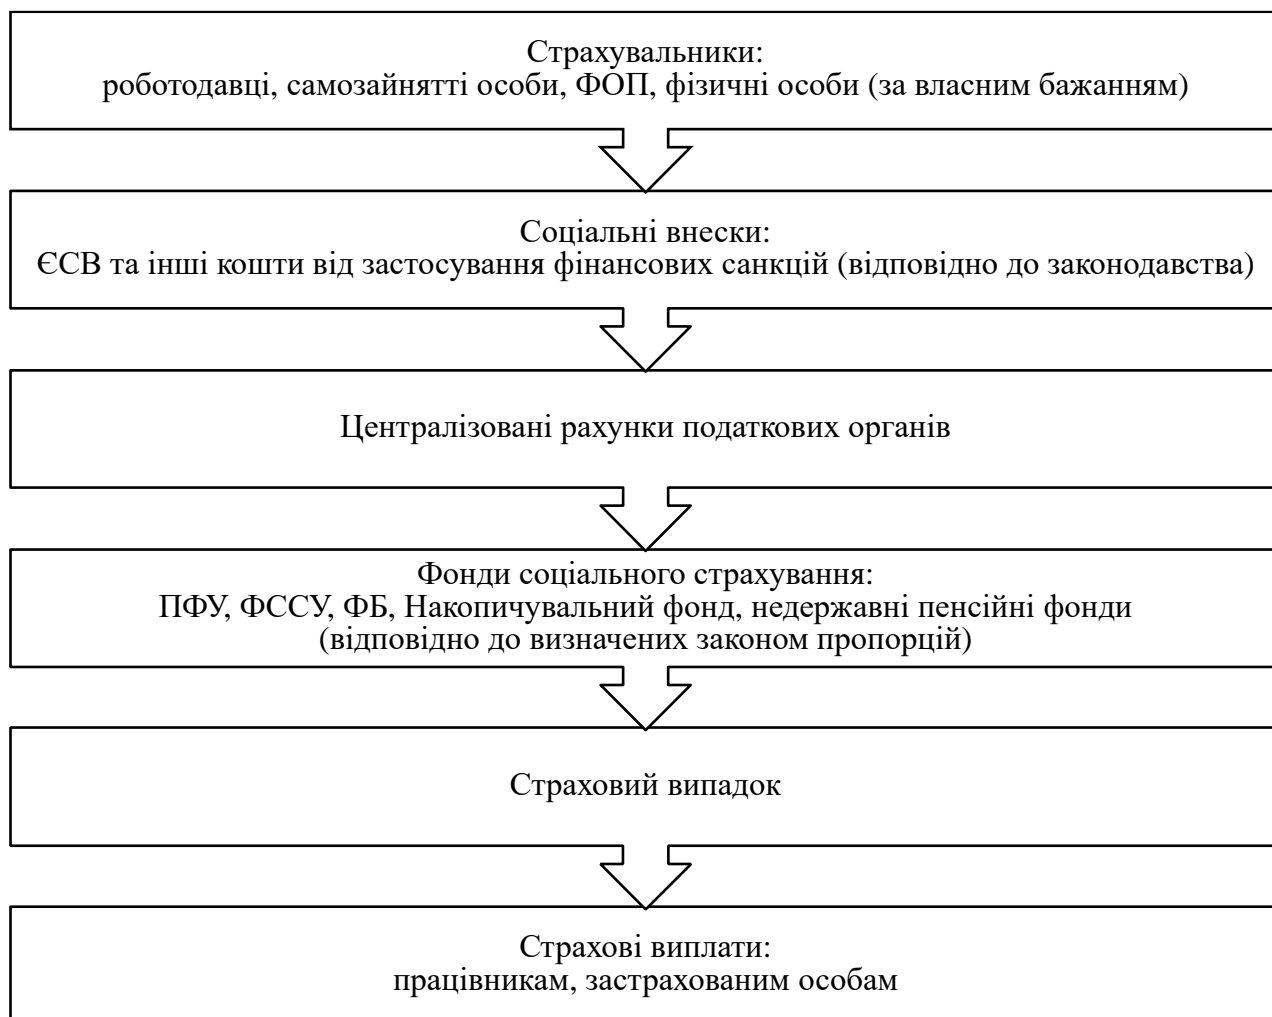 Страхувальники:
роботодавці, самозайняті особи, ФОП, фізичні особи (за власним бажанням)
Соціальні внески:
ЄСВ та інші кошти від застосування фінансових санкцій (відповідно до законодавства)
Централізовані рахунки податкових органів
Фонди соціального страхування:
ПФУ, ФССУ, ФБ, Накопичувальний фонд, недержавні пенсійні фонди
(відповідно до визначених законом пропорцій)
Страховий випадок
Страхові виплати:
працівникам, застрахованим особам